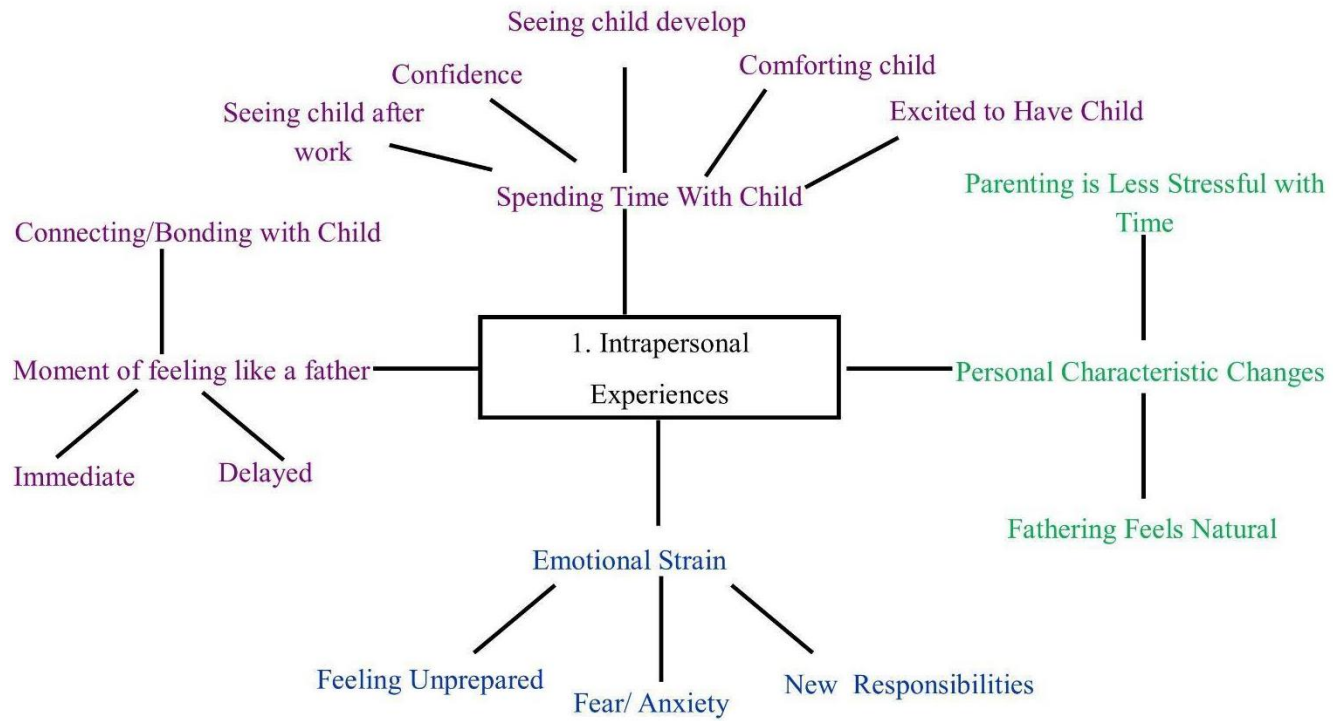 Seeing child develop
Confidence
Comforting child
Seeing child after
work
Excited to Have Child
Spending Time With Child
Parenting is Less Stressful with
Time
Connecting/Bonding with Child
1. Intrapersonal
Experiences
Moment of feeling like a father
Personal Characteristic Changes
Immediate
Delayed
Fathering Feels Natural
Emotional Strain
Feeling Unprepared
Fear/ Anxiety
New  Responsibilities